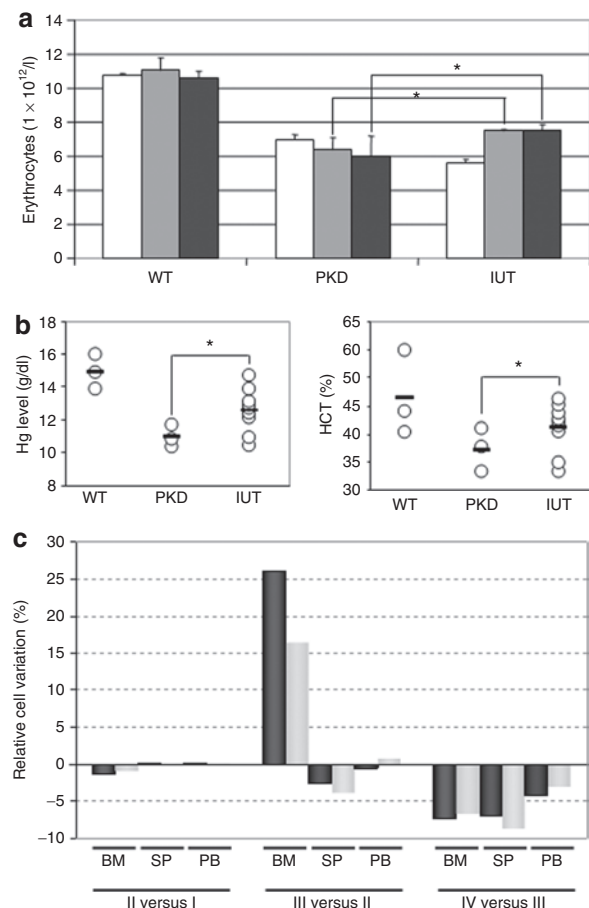 a
Erythrocytes (1 × 10¹²/l)
14
12
10
8
6
4
2
0
*
*
WT PKD IUT
b
Hg level (g/dl)
18
16
14
12
10
8
*
WT PKD IUT
HCT (%)
65
60
55
50
45
40
35
30
*
WT PKD IUT
c
Relative cell variation (%)
30
25
20
15
10
5
0
−5
−10
BM SP PB BM SP PB BM SP PB
II versus I III versus II IV versus III